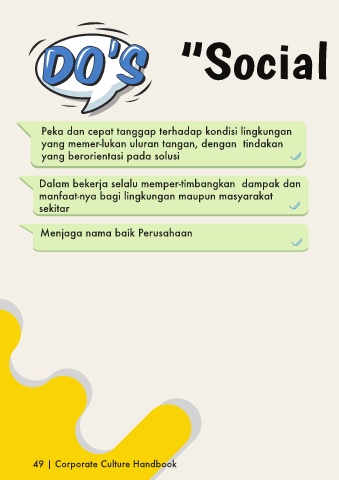 DO'S
"Social
Peka dan cepat tanggap terhadap kondisi lingkungan
yang memer-lukan uluran tangan, dengan tindakan
yang berorientasi pada solusi
Dalam bekerja selalu memper-timbangkan dampak dan
manfaat-nya bagi lingkungan maupun masyarakat
sekitar
Menjaga nama baik Perusahaan
49 | Corporate Culture Handbook